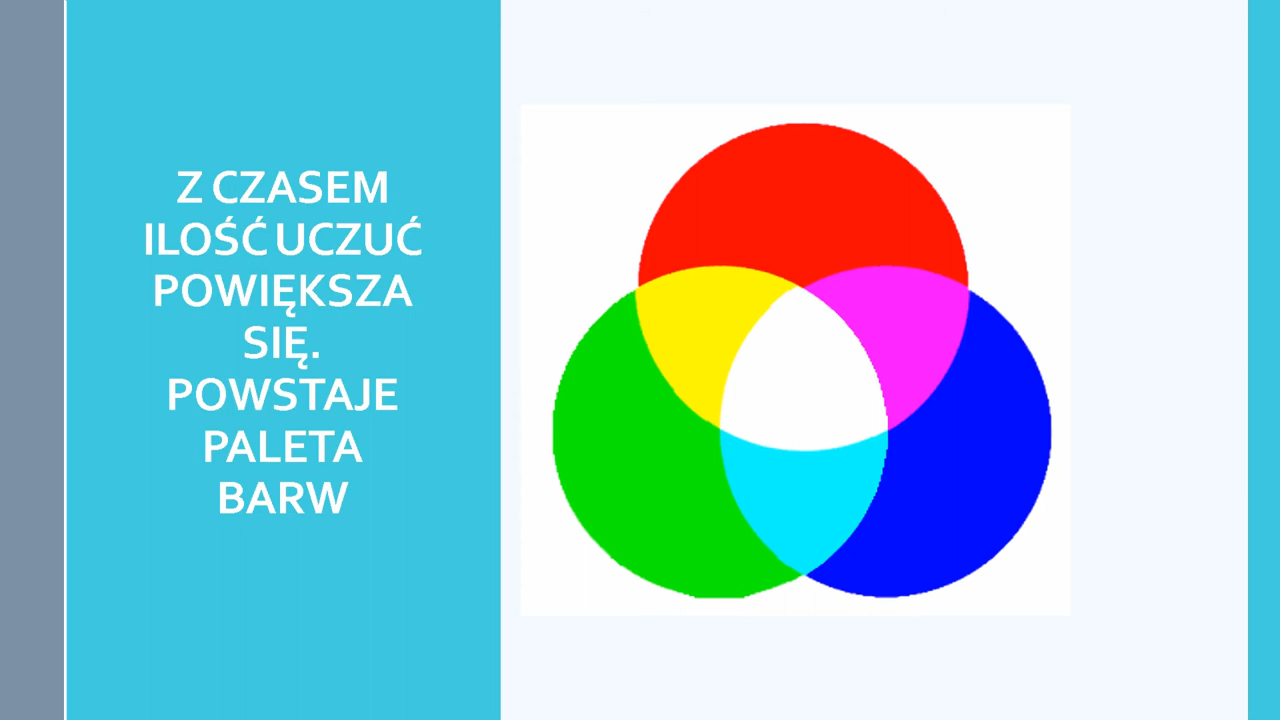 Z CZASEM
ILOŚĆ UCZUĆ
POWIĘKSZA
SIĘ.
POWSTAJE
PALETA
BARW